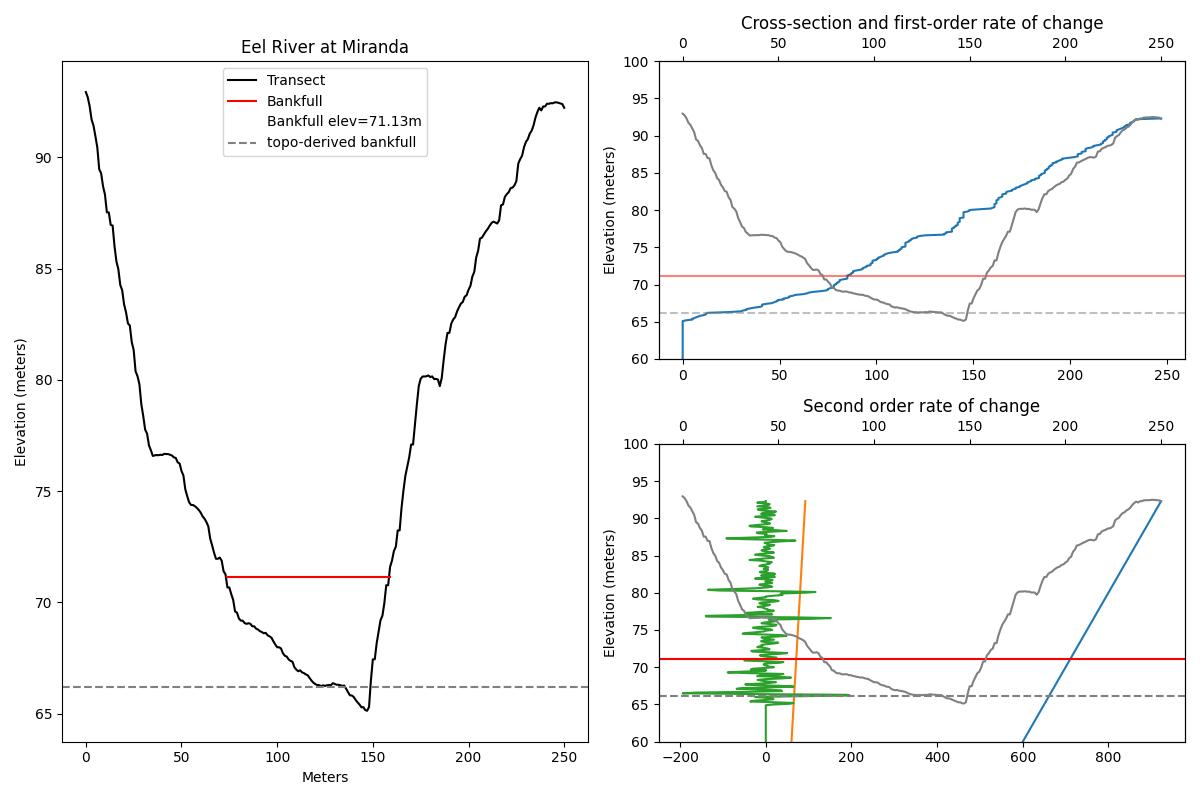 Eel River at Miranda
Transect
Bankfull
Bankfull elev=71.13m
topo-derived bankfull
Elevation (meters)
90
85
80
75
70
65
0 50 100 150 200 250
Meters
Cross-section and first-order rate of change
0 50 100 150 200 250
Elevation (meters)
100
95
90
85
80
75
70
65
60
0 50 100 150 200 250
Second order rate of change
0 50 100 150 200 250
Elevation (meters)
100
95
90
85
80
75
70
65
60
−200 0 200 400 600 800